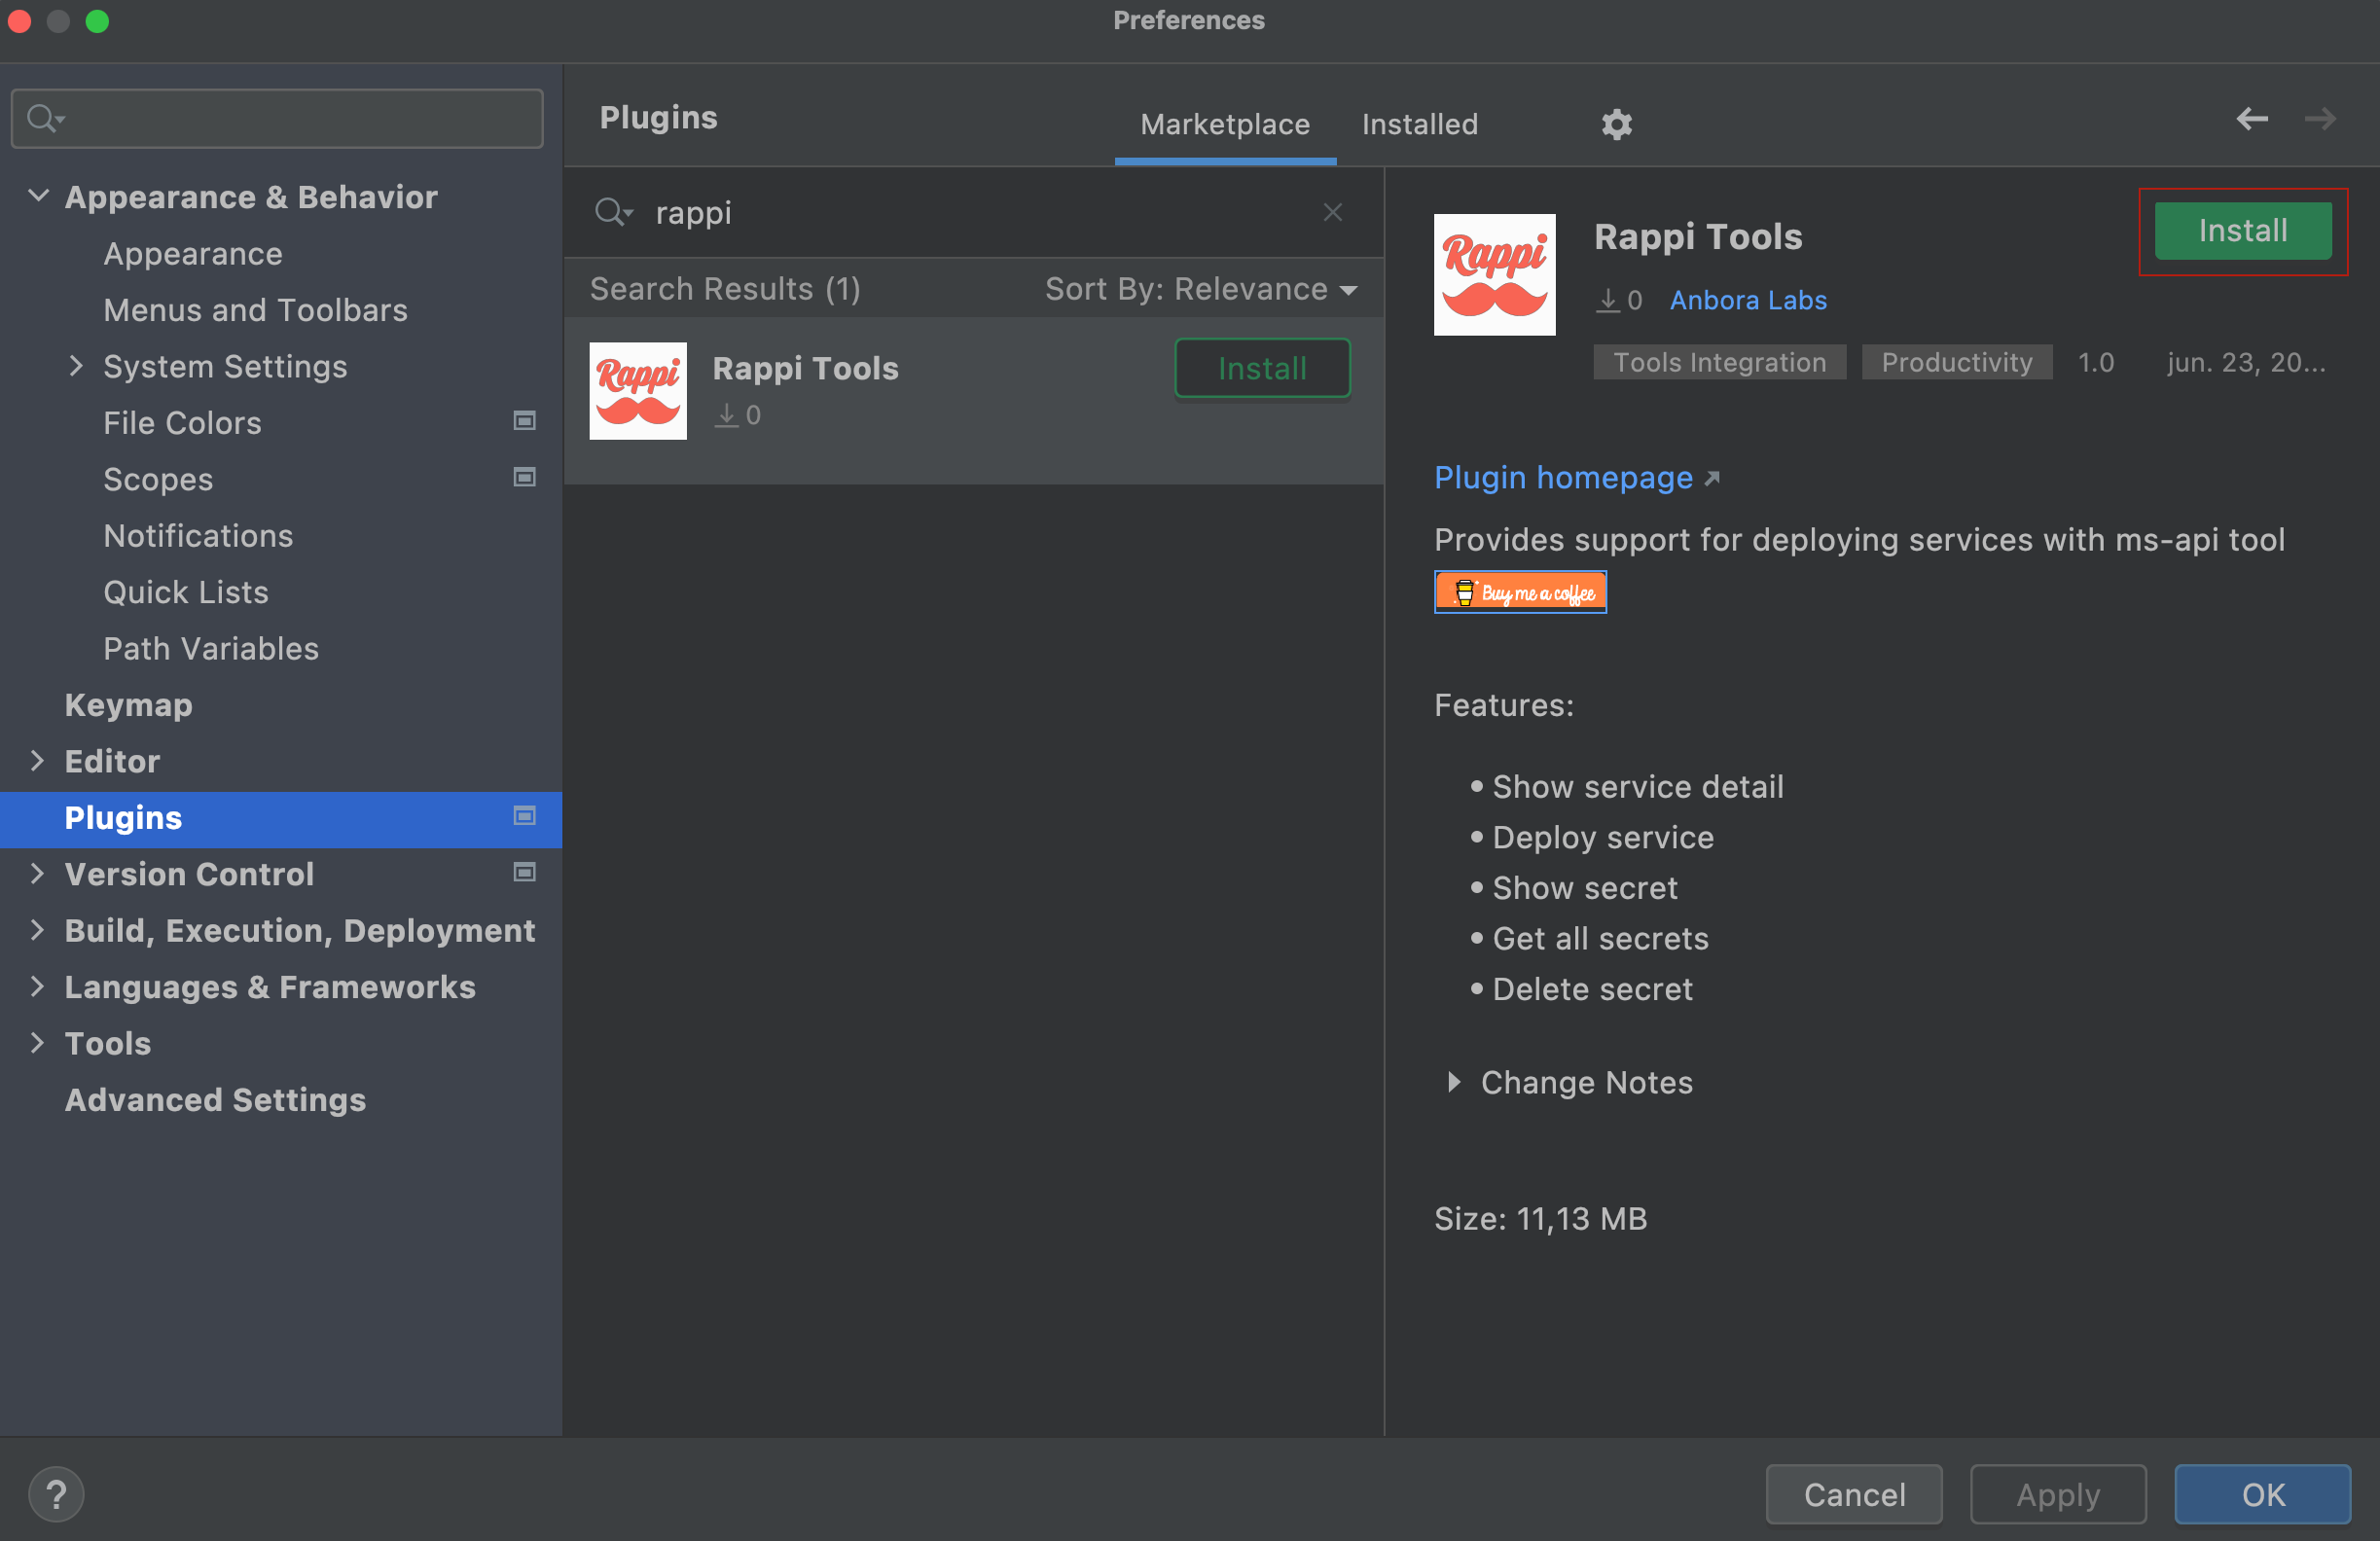 Preferences
Appearance & Behavior
Appearance
Menus and Toolbars
System Settings
File Colors
Scopes
Notifications
Quick Lists
Path Variables
Keymap
Editor
Plugins
Version Control
Build, Execution, Deployment
Languages & Frameworks
Tools
Advanced Settings
Plugins
Marketplace
Installed
rappi
Search Results (1)
Sort By: Relevance
Rappi
Rappi Tools
0
Install
Rappi
Rappi Tools
Install
0 Anbora Labs
Tools Integration Productivity 1.0 jun. 23, 20...
Plugin homepage
Provides support for deploying services with ms-api tool
Buy me a coffee
Features:
• Show service detail
• Deploy service
• Show secret
• Get all secrets
• Delete secret
Change Notes
Size: 11,13 MB
?
Cancel
Apply
OK